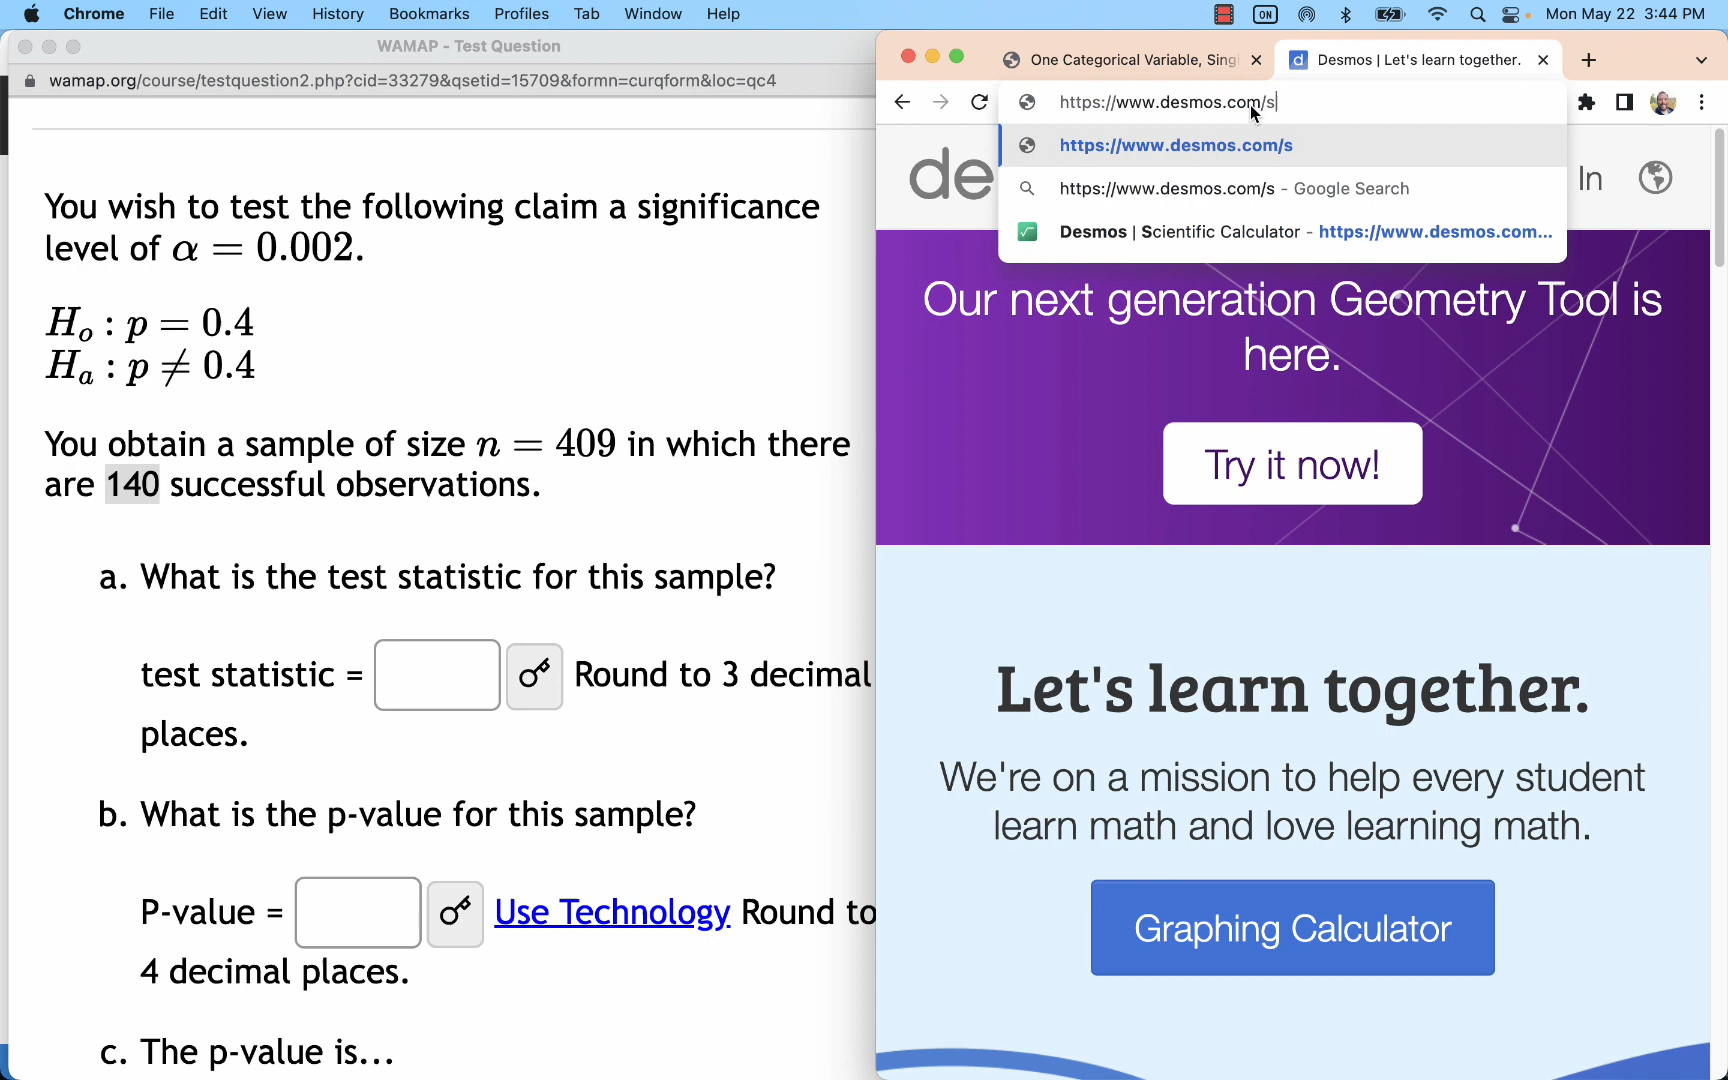 Chrome File Edit View History Bookmarks Profiles Tab Window Help ON Mon May 22 3:44 PM
WAMAP - Test Question
wamap.org/course/testquestion2.php?cid=33279&qsetid=15709&formn=curqform&loc=qc4
You wish to test the following claim a significance
level of α = 0.002.
Hₒ : p = 0.4
Hₐ : p ≠ 0.4
You obtain a sample of size n = 409 in which there
are 140 successful observations.
a. What is the test statistic for this sample?
test statistic = Round to 3 decimal
places.
b. What is the p-value for this sample?
P-value = Use Technology Round to
4 decimal places.
c. The p-value is...
One Categorical Variable, Sing
Desmos | Let's learn together.
https://www.desmos.com/s
https://www.desmos.com/s
https://www.desmos.com/s - Google Search
Desmos | Scientific Calculator - https://www.desmos.com...
de In
Our next generation Geometry Tool is
here.
Try it now!
Let's learn together.
We're on a mission to help every student
learn math and love learning math.
Graphing Calculator